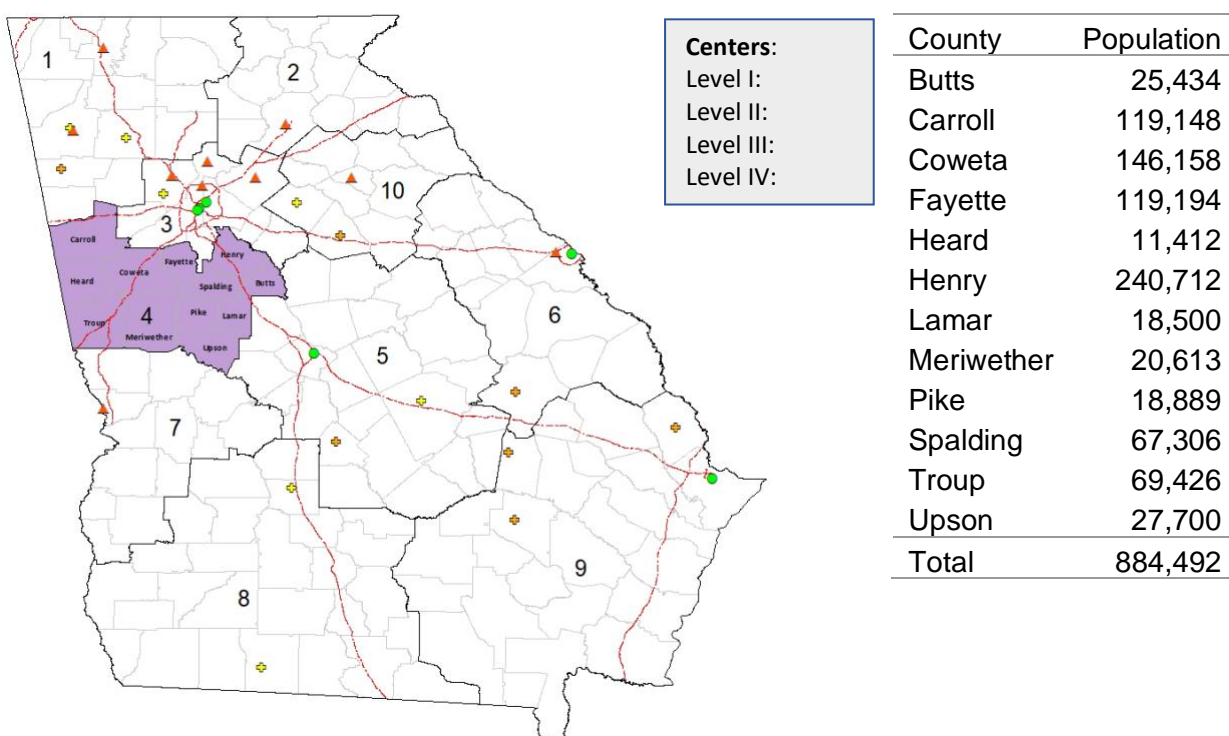 1
2
3
10
Carroll
Henry
Fayette
Coweta
Heard
Butts
Spalding
4
Pike
Lamar
Troup
Meriwether
Upson
6
5
7
9
8
Centers:
Level I:
Level II:
Level III:
Level IV:
County Population
Butts 25,434
Carroll 119,148
Coweta 146,158
Fayette 119,194
Heard 11,412
Henry 240,712
Lamar 18,500
Meriwether 20,613
Pike 18,889
Spalding 67,306
Troup 69,426
Upson 27,700
Total 884,492